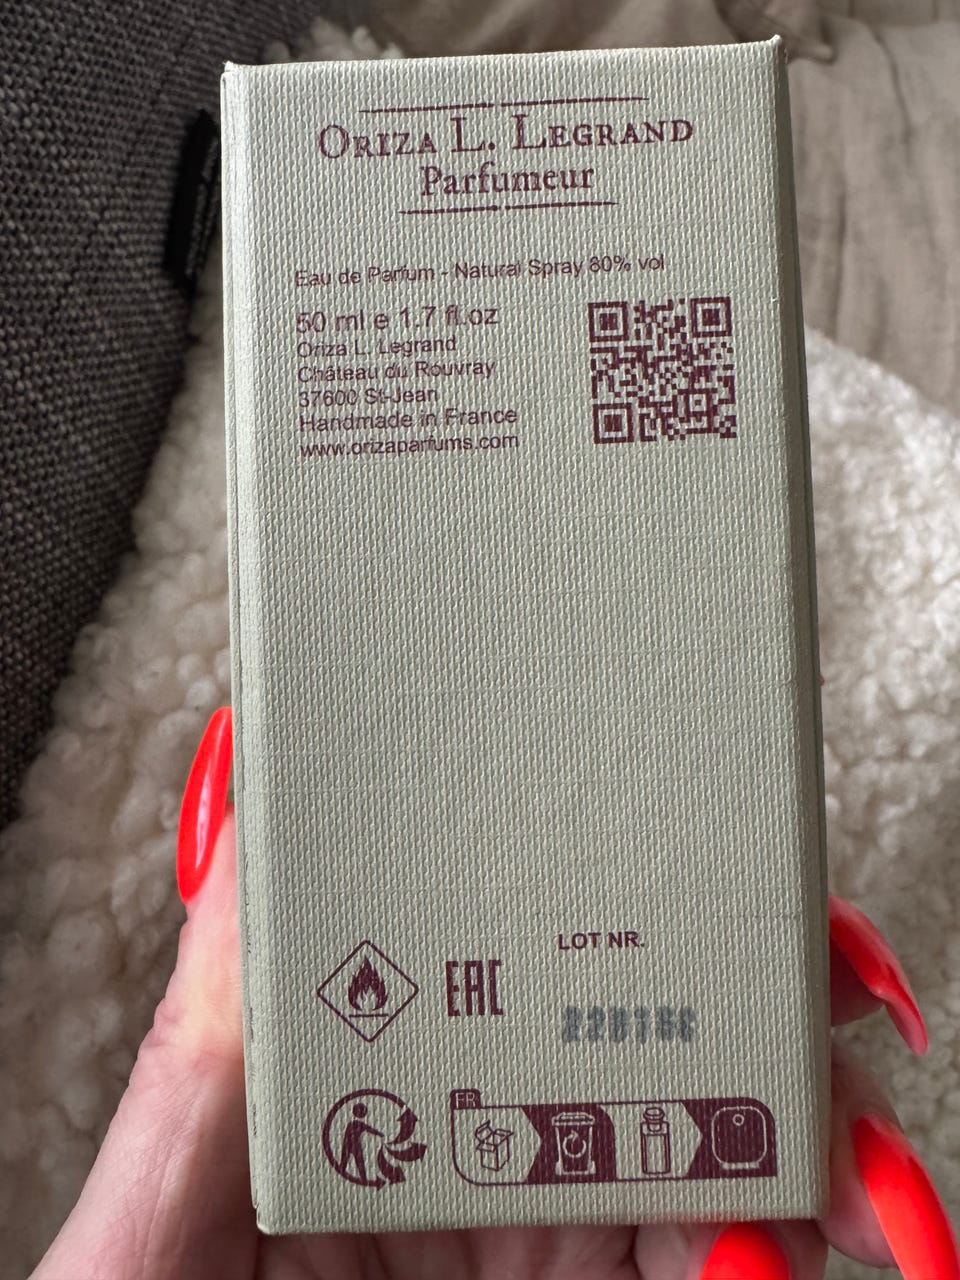 ORIZA L. LEGRAND
Parfumeur
Eau de Parfum - Natural Spray 80% vol
50 ml e 1.7 fl.oz
Oriza L. Legrand
Château du Rouvray
37600 St-Jean
Handmade in France
www.orizaparfums.com
LOT NR.
EAC
FR